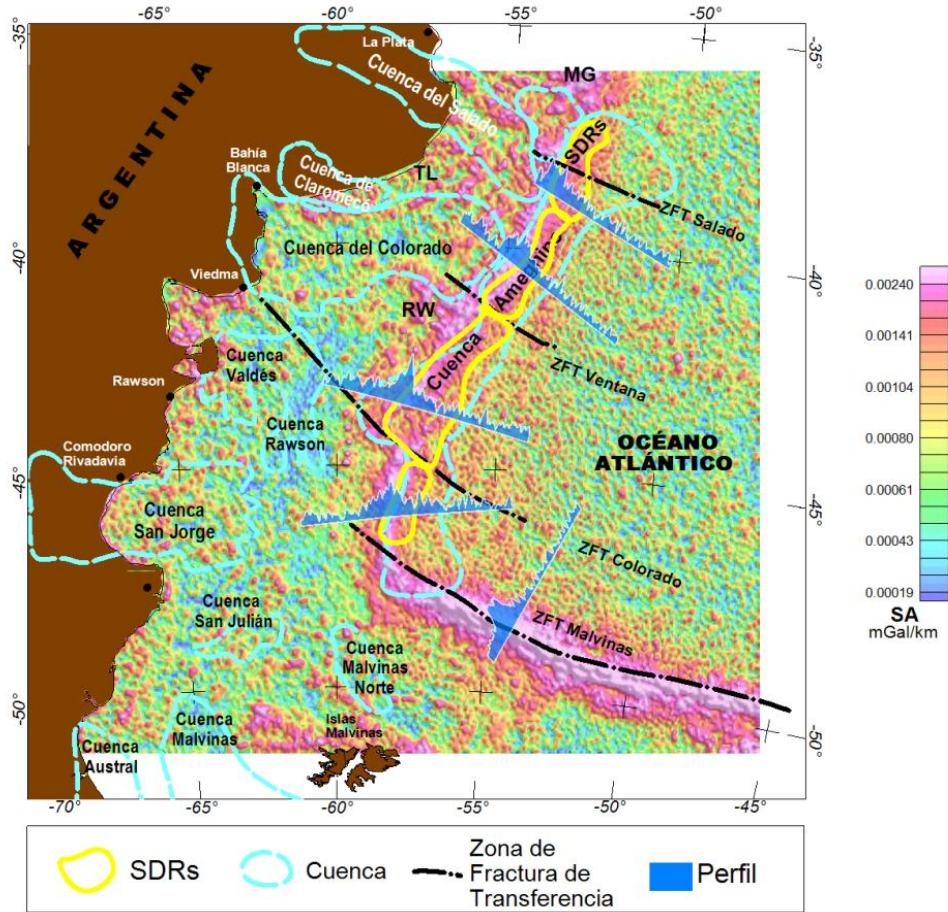 -65°
-60°
-55°
-50°
-35°
-35°
La Plata
MG
Cuenca del Salado
ARGENTINA
SDRs
Bahía
Blanca
Cuenca de
Claromecó
TL
ZFT Salado
Cuenca del Colorado
-40°
-40°
Viedma
Ameghino
RW
Cuenca
ZFT Ventana
Cuenca
Valdés
Rawson
Cuenca
Rawson
OCÉANO
ATLÁNTICO
Comodoro
Rivadavia
-45°
-45°
Cuenca
San Jorge
ZFT Colorado
Cuenca
San Julián
ZFT Malvinas
Cuenca
Malvinas
Norte
-50°
-50°
Cuenca
Malvinas
Islas
Malvinas
Cuenca
Austral
-70°
-65°
-60°
-55°
-50°
-45°
0.00240
0.00141
0.00104
0.00080
0.00061
0.00043
0.00019
SA
mGal/km
SDRs
Cuenca
Zona de
Fractura de
Transferencia
Perfil